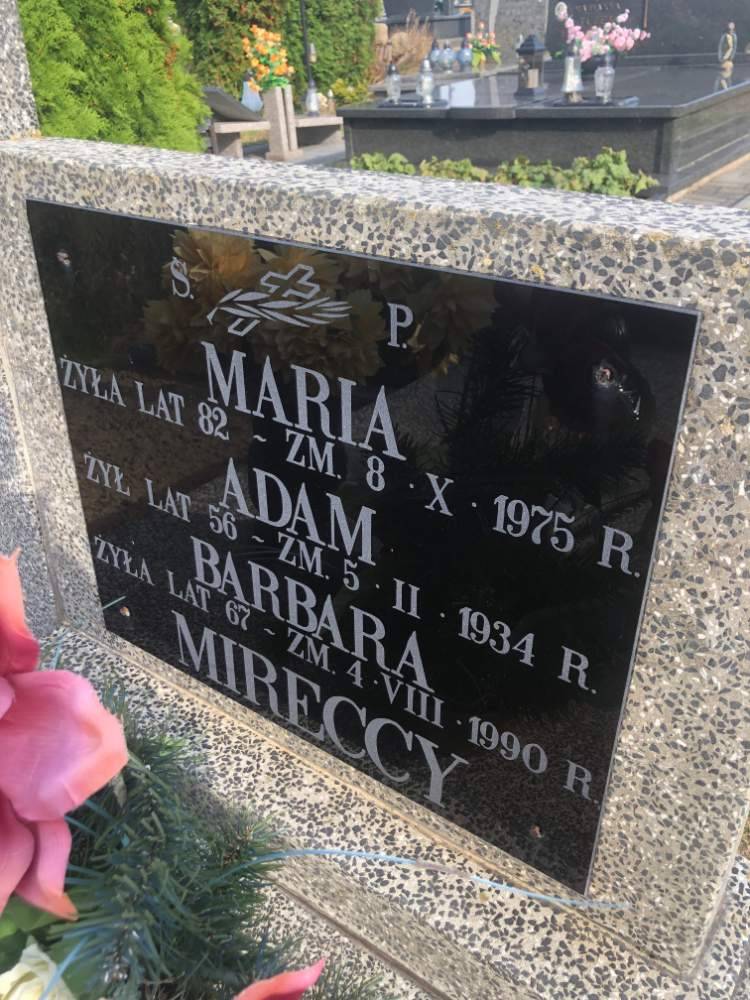 Ś. P.
MARIA
ŻYŁA LAT 82 ~ ZM. 8 · X · 1975 R.
ADAM
ŻYŁ LAT 56 ~ ZM. 5 · II · 1934 R.
BARBARA
ŻYŁA LAT 67 ~ ZM. 4 · VIII · 1990 R.
MIRECCY